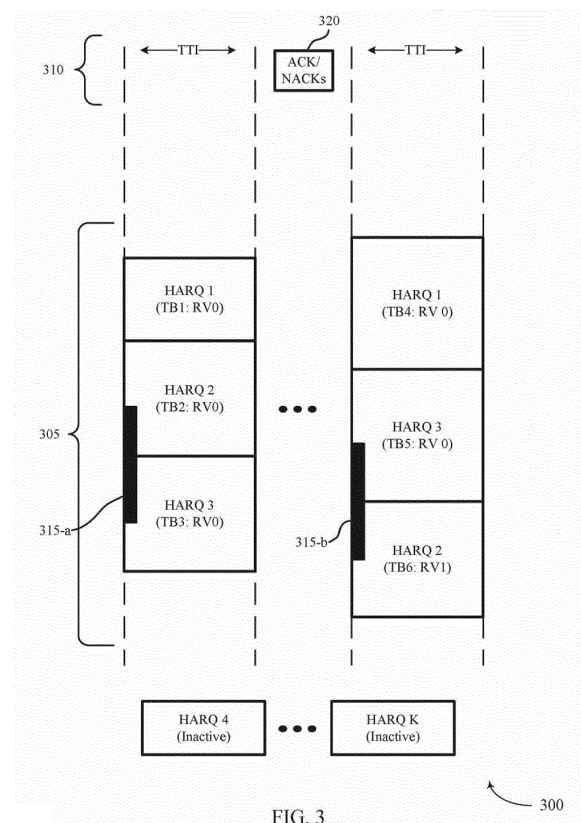 320
310
TTI
ACK/
NACKs
TTI
HARQ 1
(TB1: RV0)
HARQ 1
(TB4: RV 0)
HARQ 2
(TB2: RV0)
HARQ 3
(TB5: RV 0)
305
HARQ 3
(TB3: RV0)
315-a
315-b
HARQ 2
(TB6: RV1)
HARQ 4
(Inactive)
HARQ K
(Inactive)
300
FIG. 3